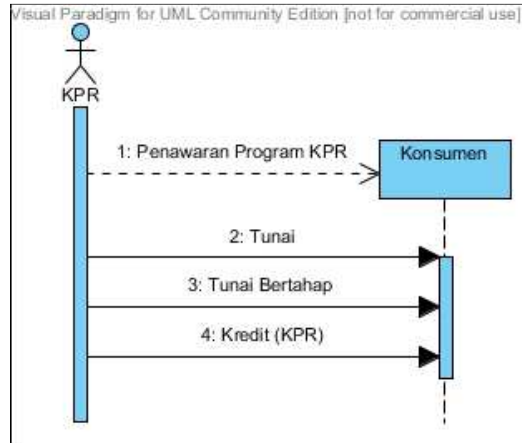 Visual Paradigm for UML Community Edition [not for commercial use]
KPR
1: Penawaran Program KPR
Konsumen
2: Tunai
3: Tunai Bertahap
4: Kredit (KPR)